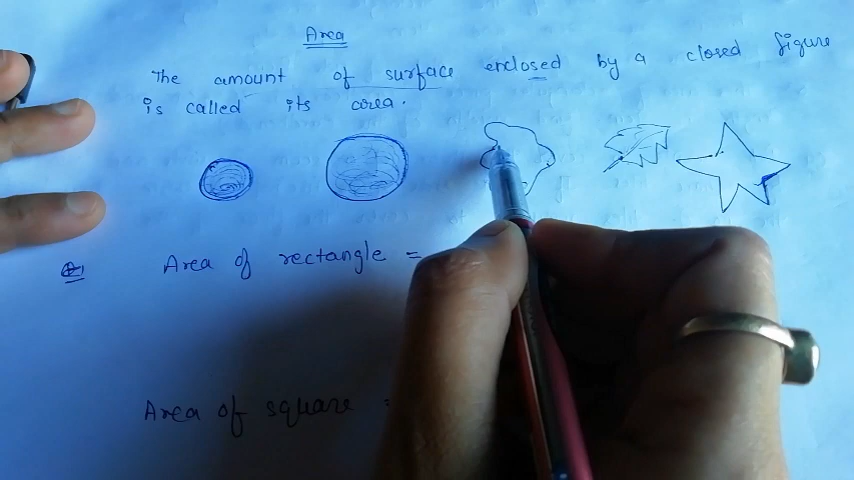 Area
The amount of surface enclosed by a closed figure
is called its area.
Area of rectangle =
Area of square =